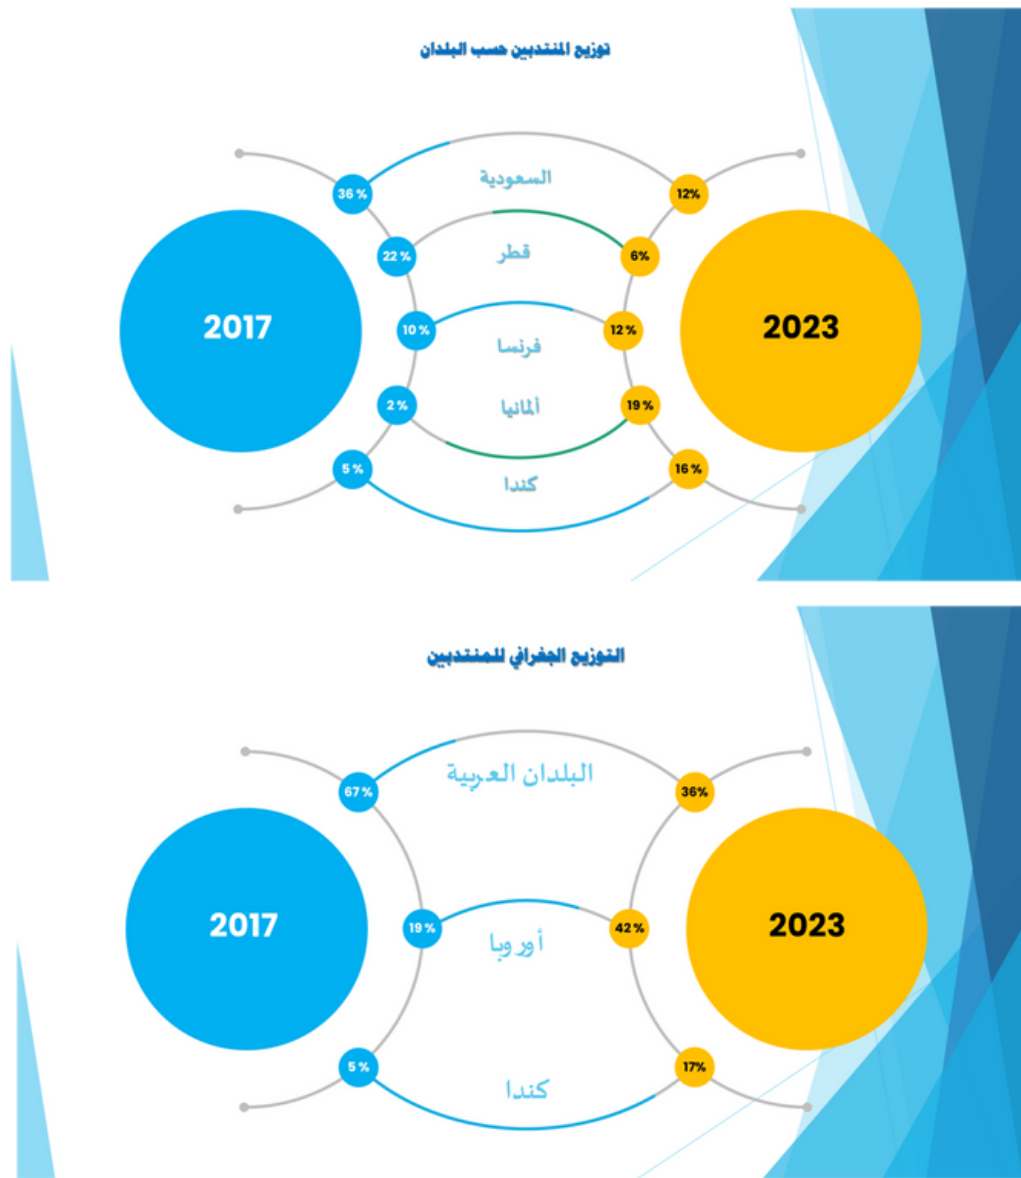 توزيع المنتدبين حسب البلدان
36 %
السعودية
12%
22 %
قطر
6%
2017
10 %
فرنسا
12 %
2023
2 %
ألمانيا
19 %
5 %
كندا
16 %
التوزيع الجغرافي للمنتدبين
67 %
البلدان العربية
36%
2017
19 %
أوروبا
42 %
2023
5 %
كندا
17%